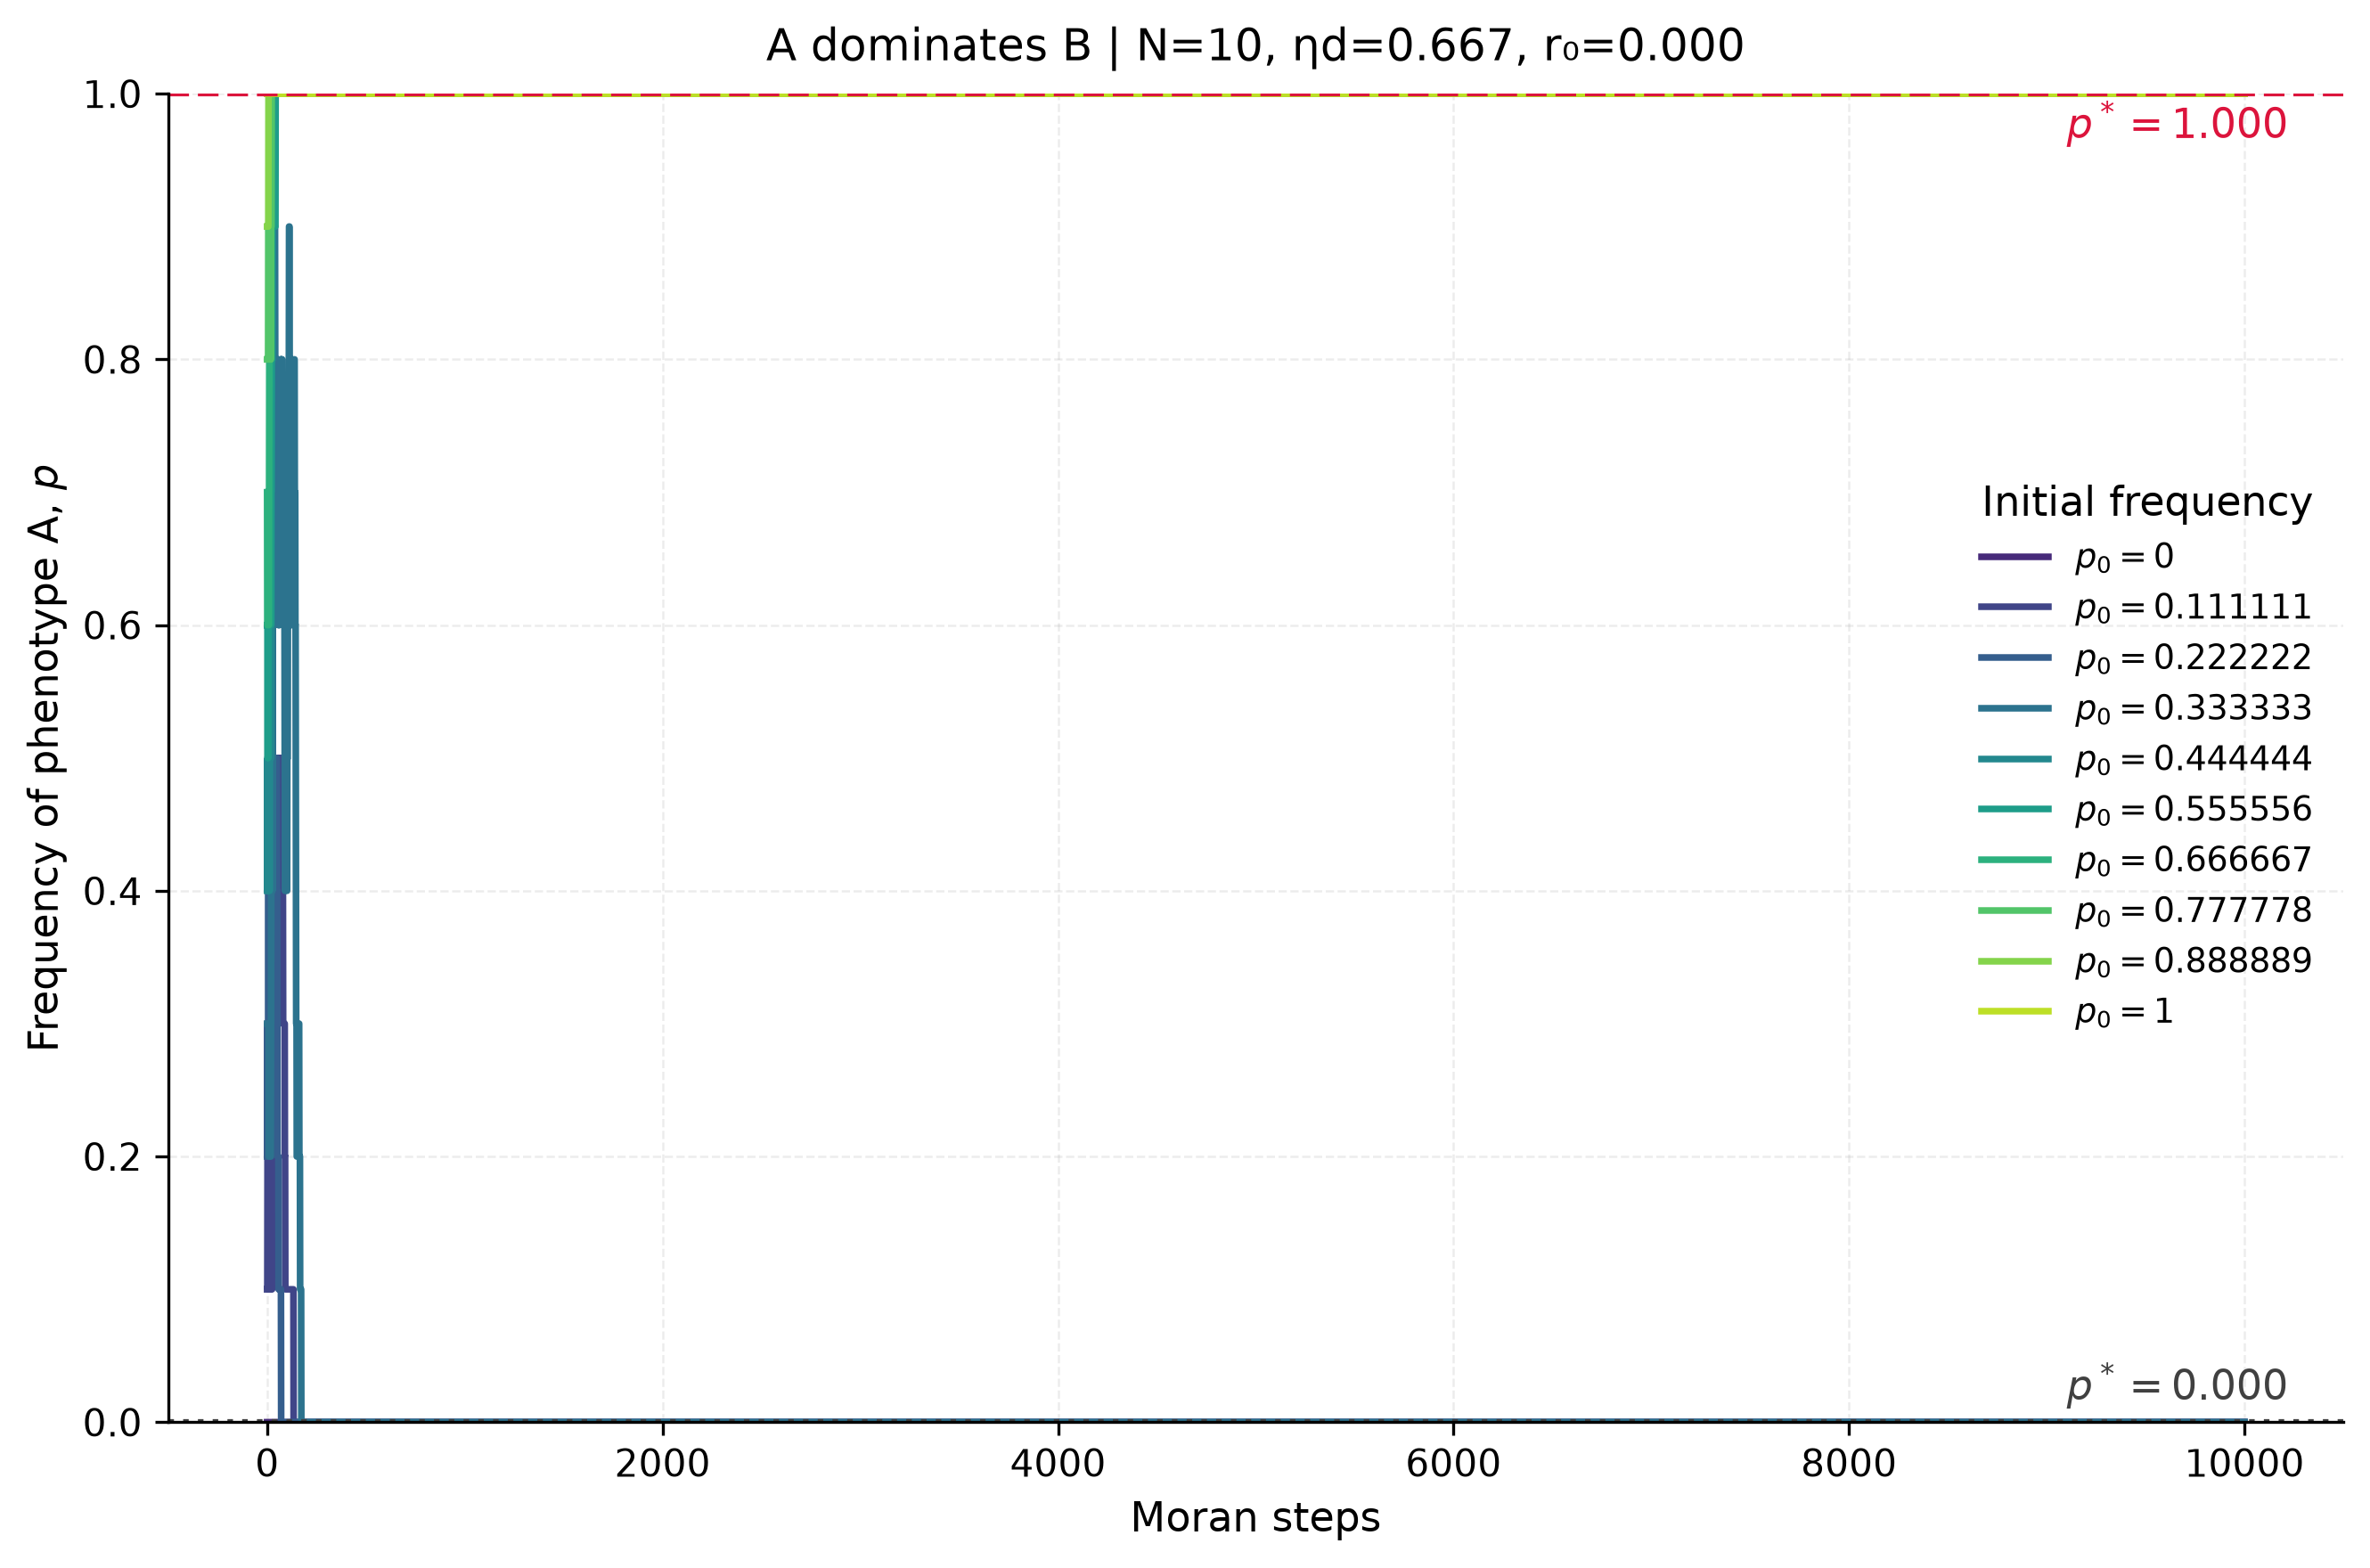 A dominates B | N=10, ηd=0.667, r₀=0.000
1.0
0.8
0.6
0.4
0.2
0.0
Frequency of phenotype A, p
p* = 1.000
Initial frequency
p₀ = 0
p₀ = 0.111111
p₀ = 0.222222
p₀ = 0.333333
p₀ = 0.444444
p₀ = 0.555556
p₀ = 0.666667
p₀ = 0.777778
p₀ = 0.888889
p₀ = 1
p* = 0.000
0 2000 4000 6000 8000 10000
Moran steps